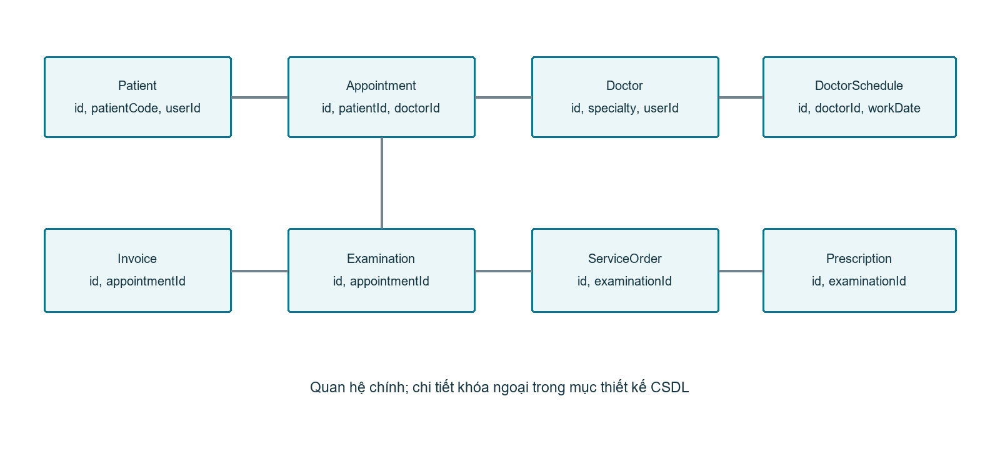 Patient
id, patientCode, userId
Appointment
id, patientId, doctorId
Doctor
id, specialty, userId
DoctorSchedule
id, doctorId, workDate
Invoice
id, appointmentId
Examination
id, appointmentId
ServiceOrder
id, examinationId
Prescription
id, examinationId
Quan hệ chính; chi tiết khóa ngoại trong mục thiết kế CSDL